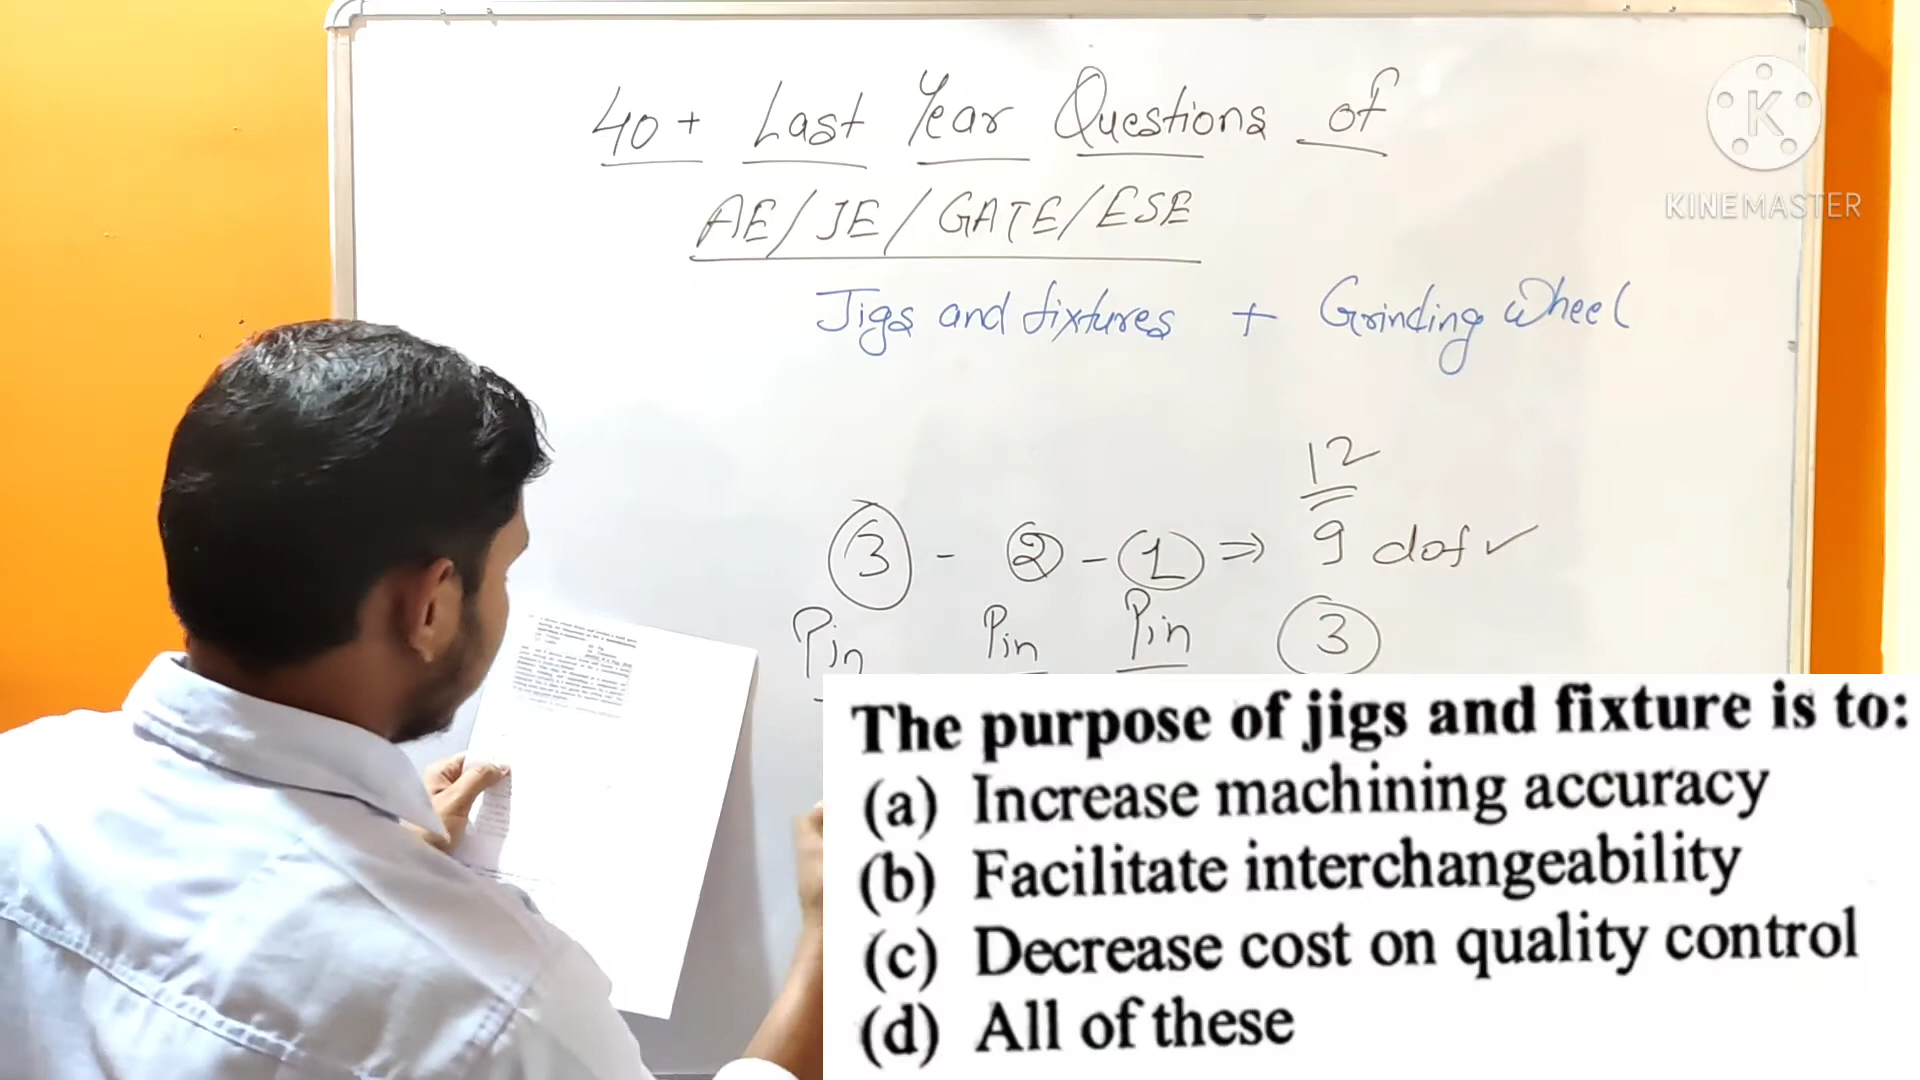 40+ Last Year Questions of
AE/JE/GATE/ESE
Jigs and fixtures + Grinding Wheel
K
KINEMASTER
12
3 - 2 - 1 ⇒ 9 dof ✓
Pin Pin Pin 3
The purpose of jigs and fixture is to:
(a) Increase machining accuracy
(b) Facilitate interchangeability
(c) Decrease cost on quality control
(d) All of these